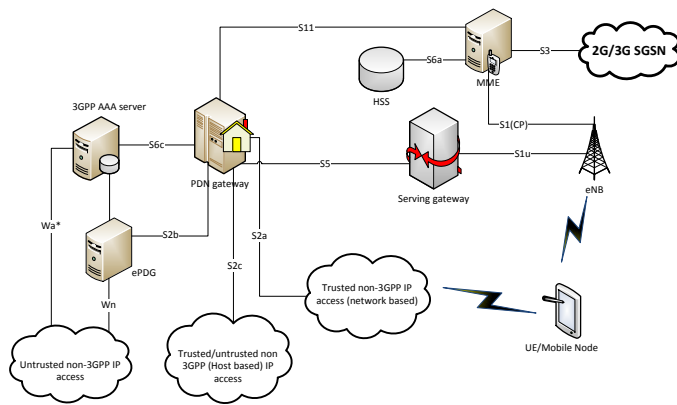 S11
S3
2G/3G SGSN
S6a
MME
HSS
3GPP AAA server
S6c
S1(CP)
PDN gateway
S5
S1u
Serving gateway
eNB
Wa*
S2b
S2a
ePDG
S2c
Wn
Trusted non-3GPP IP
access (network based)
Untrusted non-3GPP IP
access
Trusted/untrusted non
3GPP (Host based) IP
access
UE/Mobile Node